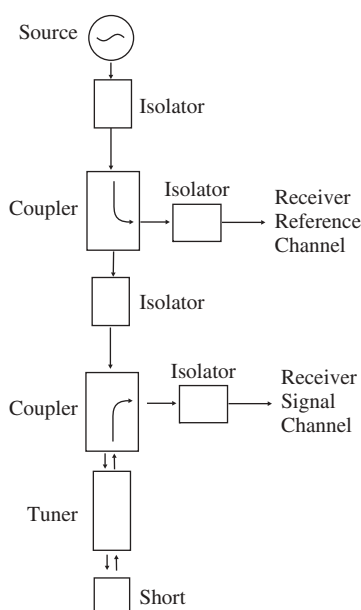 Source
Isolator
Isolator
Coupler
Receiver
Reference
Channel
Isolator
Isolator
Coupler
Receiver
Signal
Channel
Tuner
Short